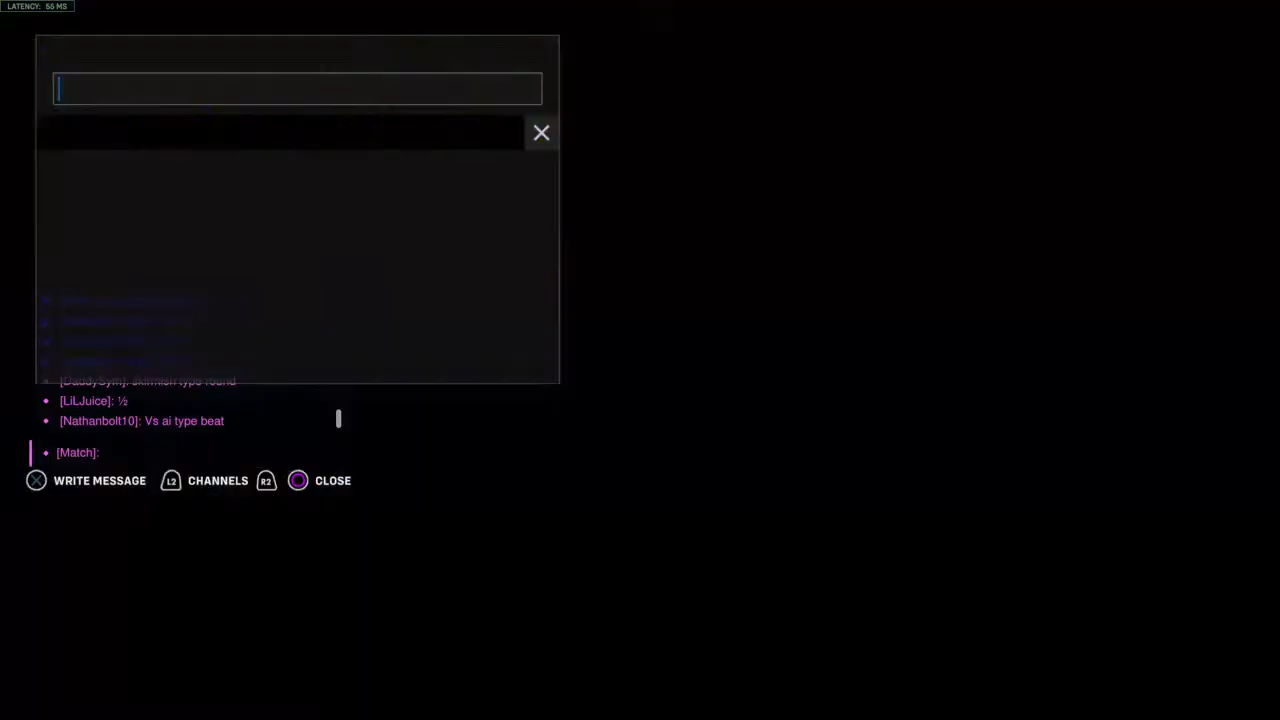 LATENCY: 55 MS
[DaddySym]: skirmish type round
[LiLJuice]: ½
[Nathanbolt10]: Vs ai type beat
[Match]:
WRITE MESSAGE L2 CHANNELS R2 CLOSE